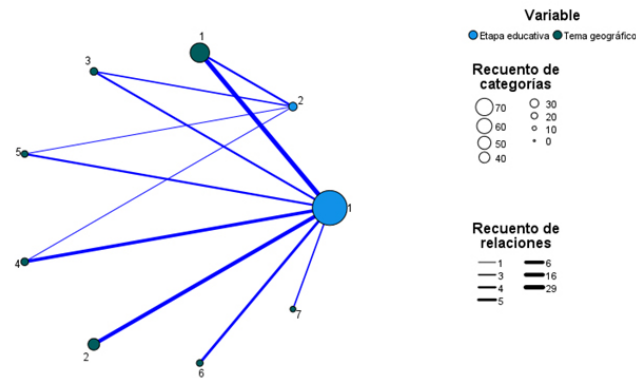 Variable
Etapa educativa Tema geográfico
Recuento de
categorías
70 30
60 20
50 10
40 0
Recuento de
relaciones
1 6
3 16
4 29
5
1
3
2
5
1
4
7
2
6